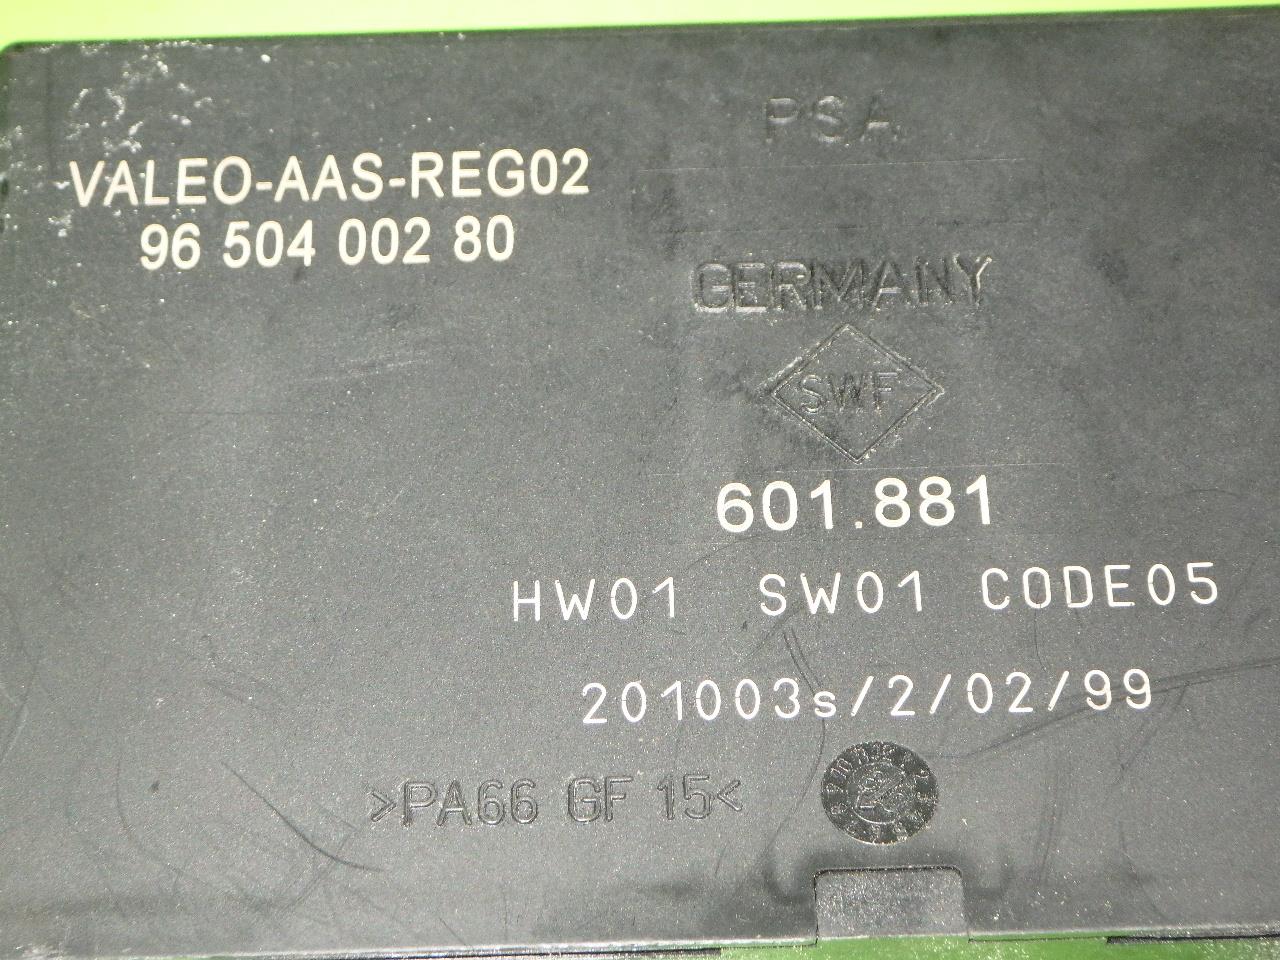 PSA
VALEO-AAS-REG02
96 504 002 80
GERMANY
SWF
601.881
HW01 SW01 CODE05
201003s/2/02/99
>PA66 GF 15<